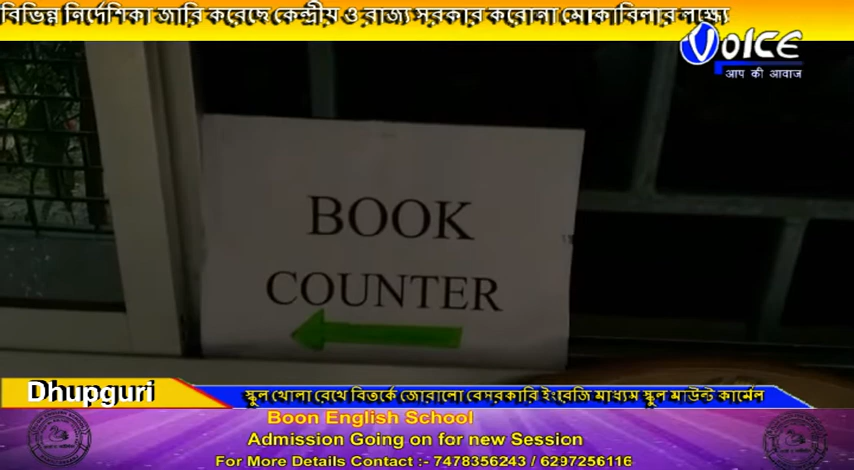 বিভিন্ন নির্দেশিকা জারি করেছে কেন্দ্রীয় ও রাজ্য সরকার করোনা মোকাবিলার লক্ষ্যে
VOICE
आप की आवाज
BOOK
COUNTER
Dhupguri
স্কুল খোলা রেখে বিতর্কে জোরালো বেসরকারি ইংরেজি মাধ্যম স্কুল মাউন্ট কার্মেল
Boon English School
Admission Going on for new Session
For More Details Contact :- 7478356243 / 6297256116